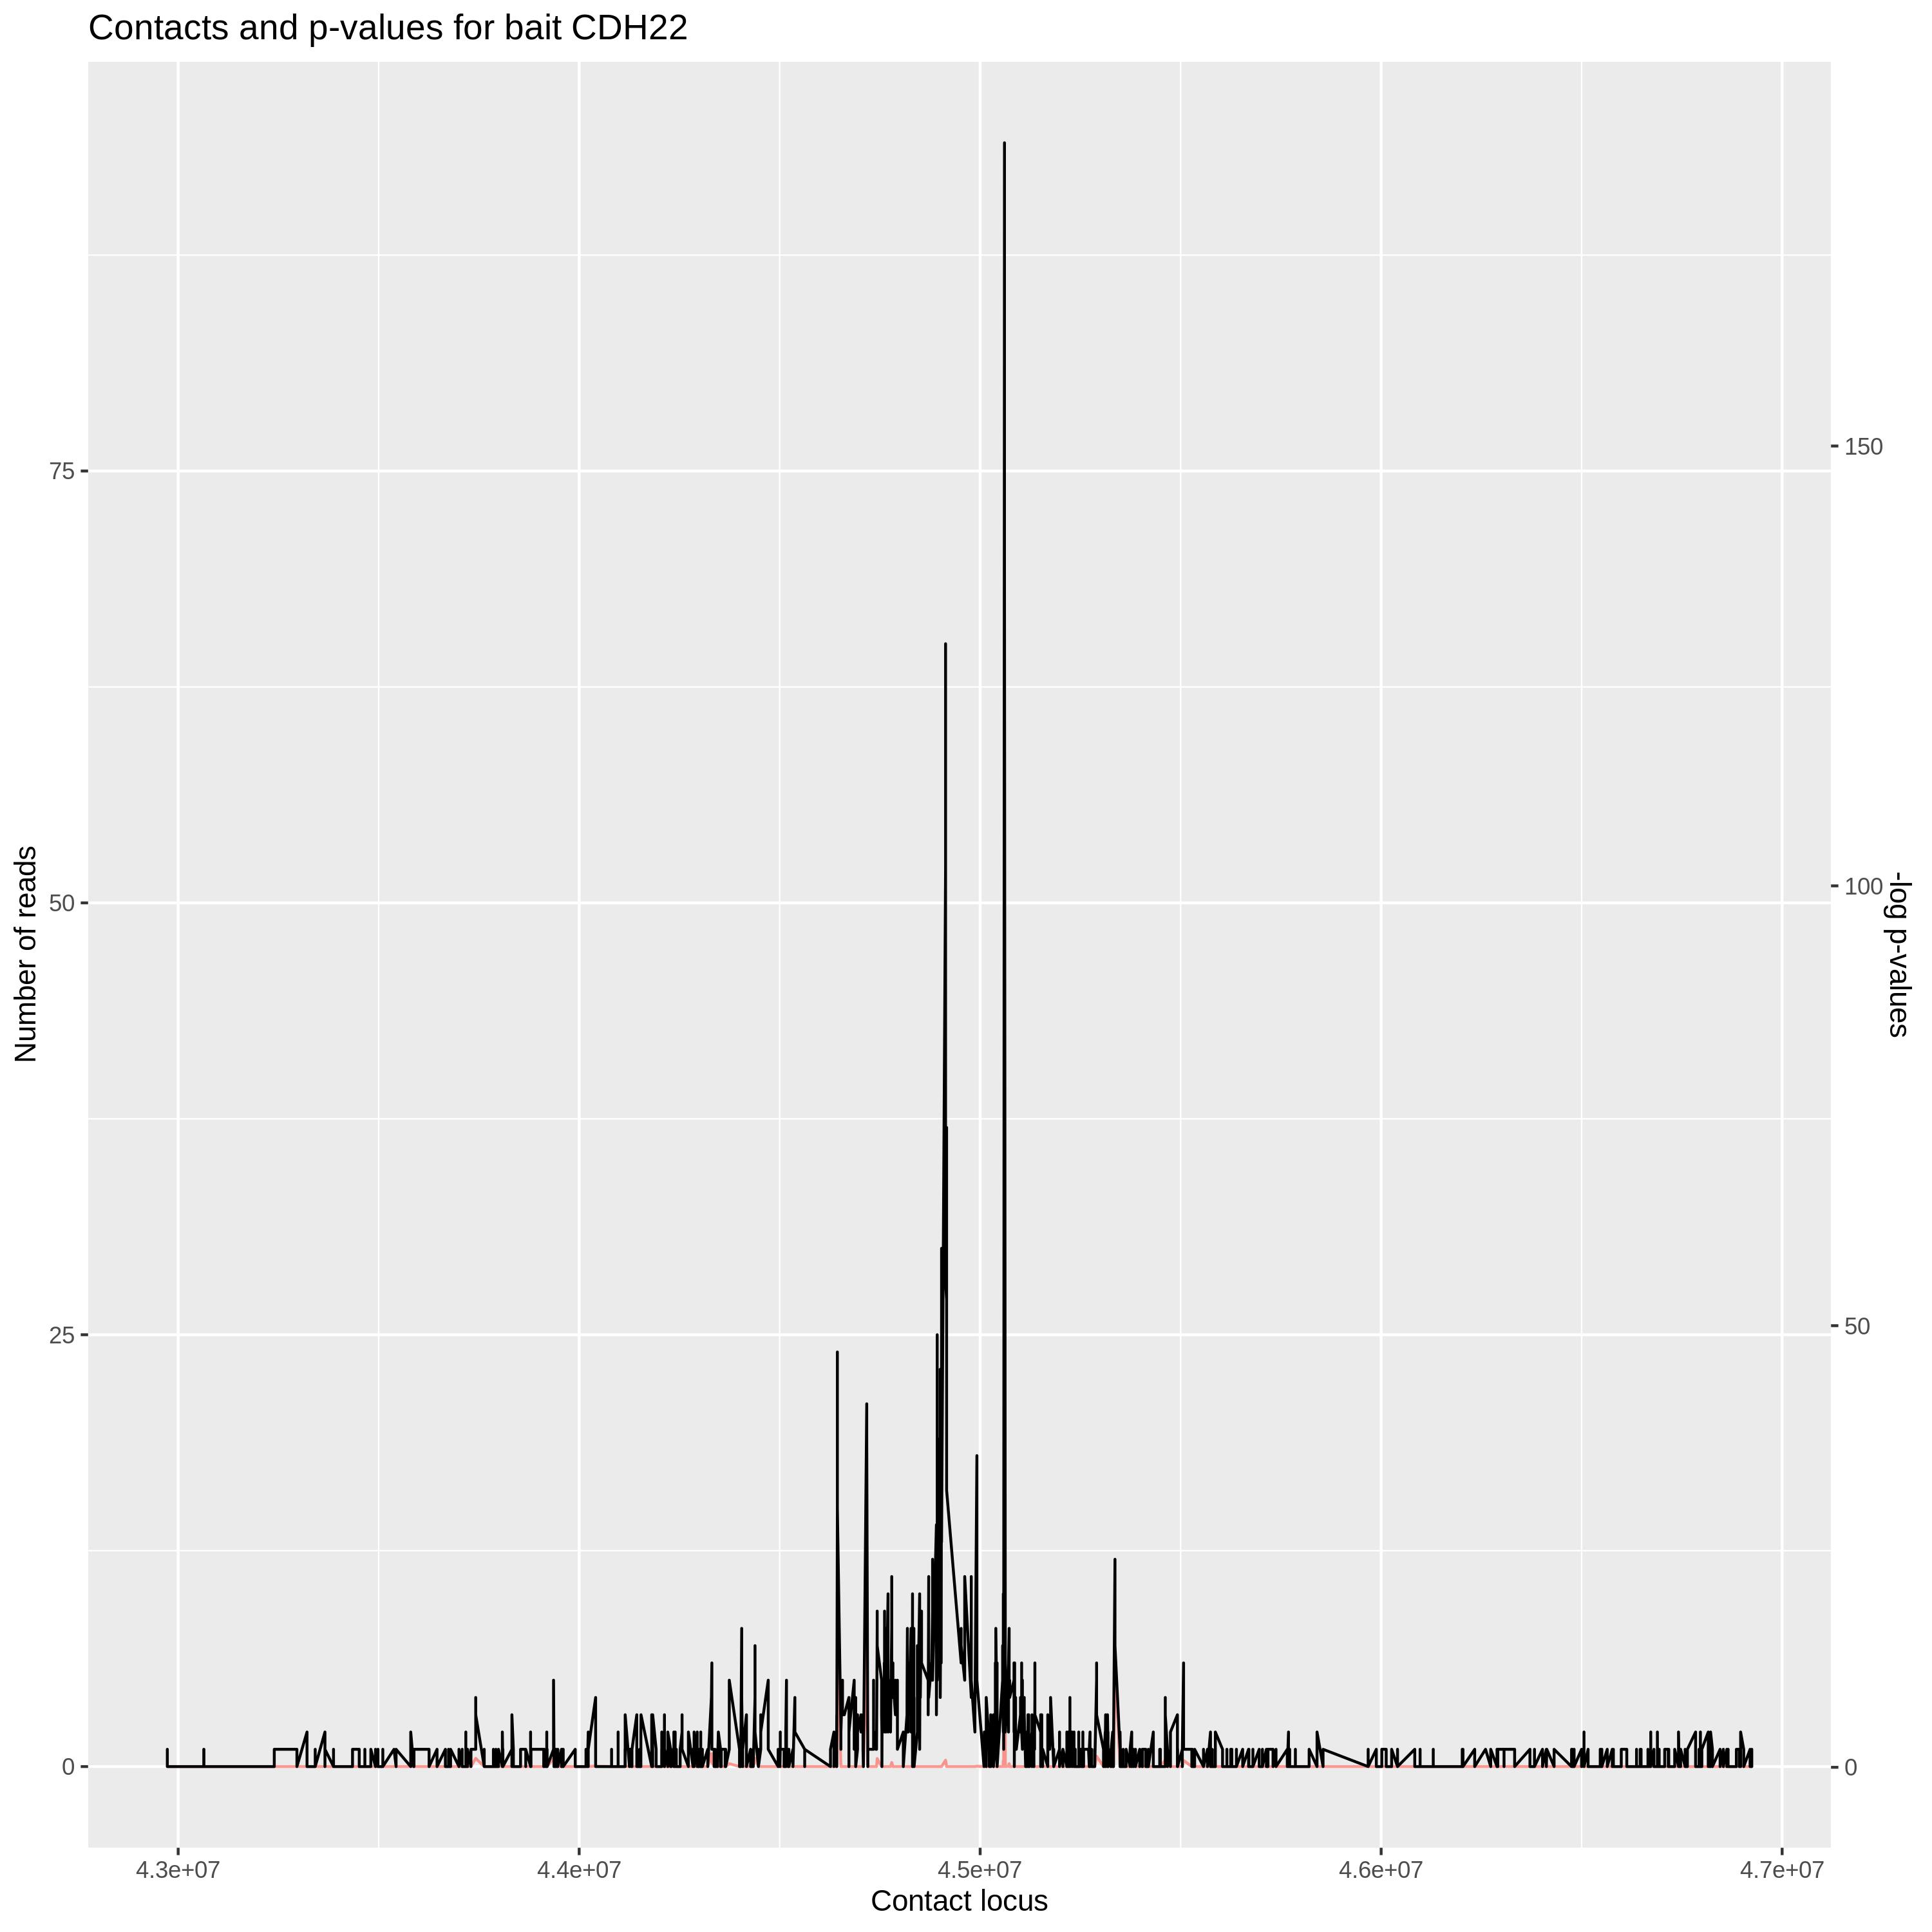 Contacts and p-values for bait CDH22
75
50
25
0
150
100
50
0
Number of reads
-log p-values
4.3e+07
4.4e+07
4.5e+07
4.6e+07
4.7e+07
Contact locus